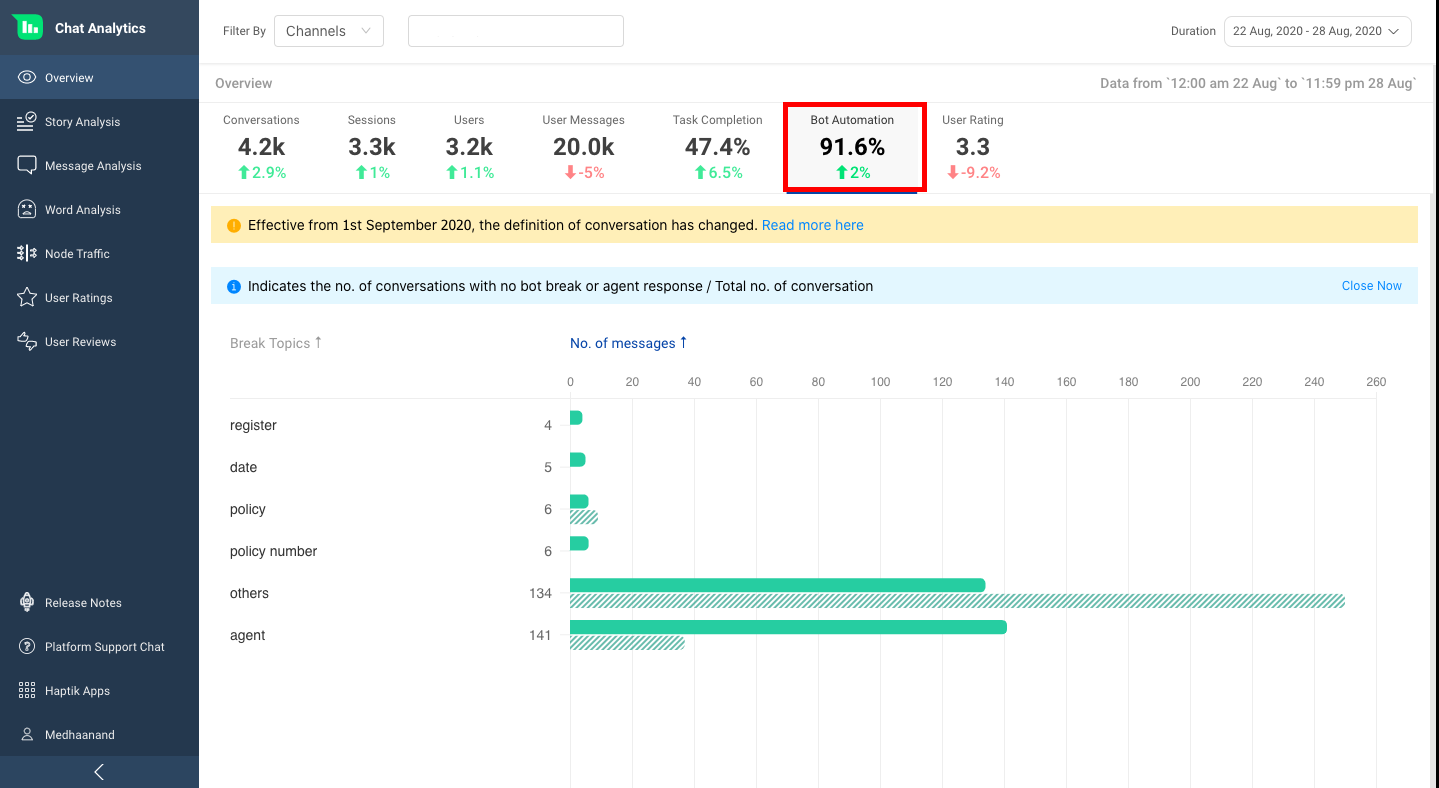 Chat Analytics
Overview
Story Analysis
Message Analysis
Word Analysis
Node Traffic
User Ratings
User Reviews
Release Notes
Platform Support Chat
Haptik Apps
Medhaanand
Filter By Channels
Duration 22 Aug, 2020 - 28 Aug, 2020
Overview Data from `12:00 am 22 Aug` to `11:59 pm 28 Aug`
Conversations Sessions Users User Messages Task Completion Bot Automation User Rating
4.2k 3.3k 3.2k 20.0k 47.4% 91.6% 3.3
2.9% 1% 1.1% -5% 6.5% 2% -9.2%
Effective from 1st September 2020, the definition of conversation has changed. Read more here
Indicates the no. of conversations with no bot break or agent response / Total no. of conversation Close Now
Break Topics ↑ No. of messages ↑
0 20 40 60 80 100 120 140 160 180 200 220 240 260
register 4
date 5
policy 6
policy number 6
others 134
agent 141